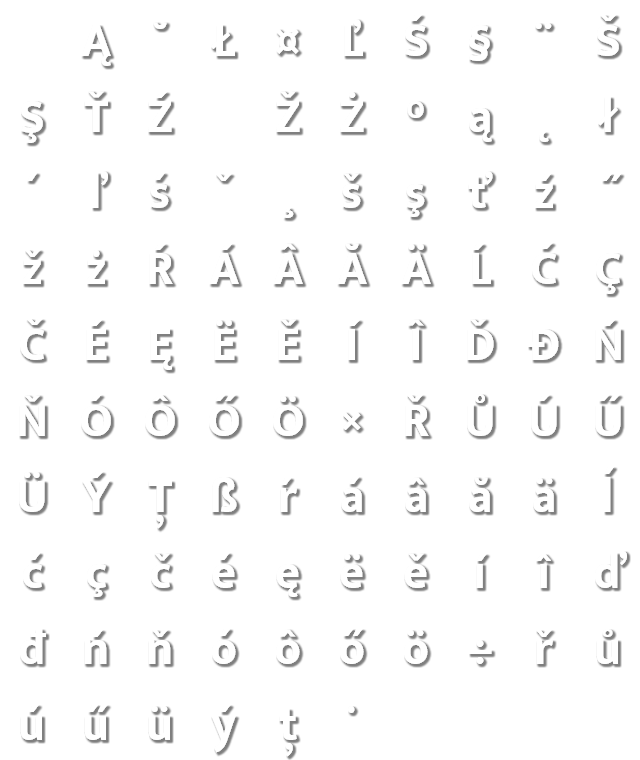 Ą ˘ Ł ¤ Ľ Ś § ¨ Š
Ş Ť Ź Ž Ż ° ą ˛ ł
´ ľ ś ˇ ¸ š ş ť ź ˝
ž ż Ŕ Á Â Ă Ä Ĺ Ć Ç
Č É Ę Ë Ě Í Î Ď Đ Ń
Ň Ó Ô Ő Ö × Ř Ů Ú Ű
Ü Ý Ț ß ŕ á â ă ä ĺ
ć ç č é ę ë ě í î ď
đ ń ň ó ô ő ö ÷ ř ů
ú ű ü ý ț ˙